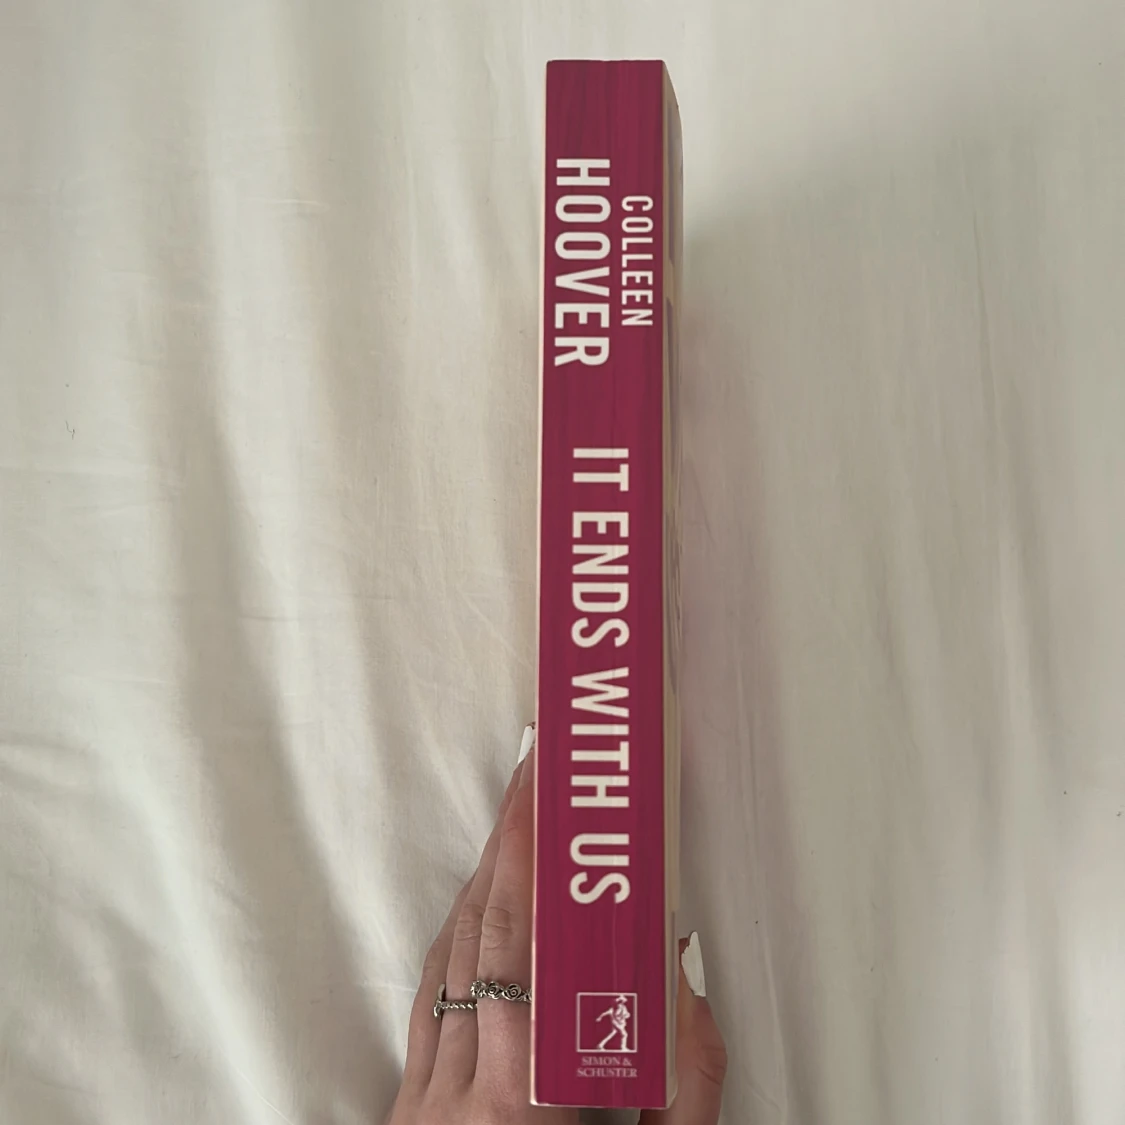 COLLEEN
HOOVER
IT ENDS WITH US
SIMON &
SCHUSTER